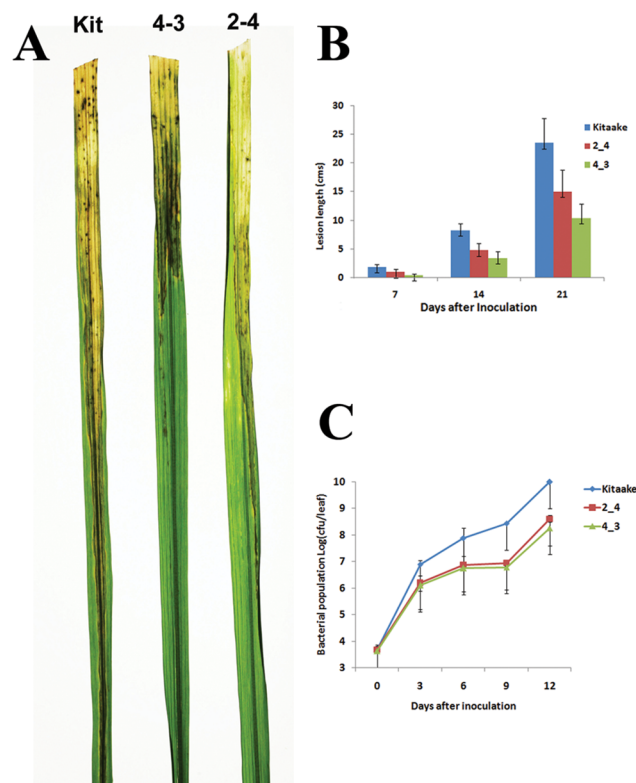 A
Kit
4-3
2-4
B
Lesion length (cms)
30
25
20
15
10
5
0
7
14
21
Days after Inoculation
Kitaake
2_4
4_3
C
Bacterial population Log(cfu/leaf)
10
9
8
7
6
5
4
3
0
3
6
9
12
Days after inoculation
Kitaake
2_4
4_3